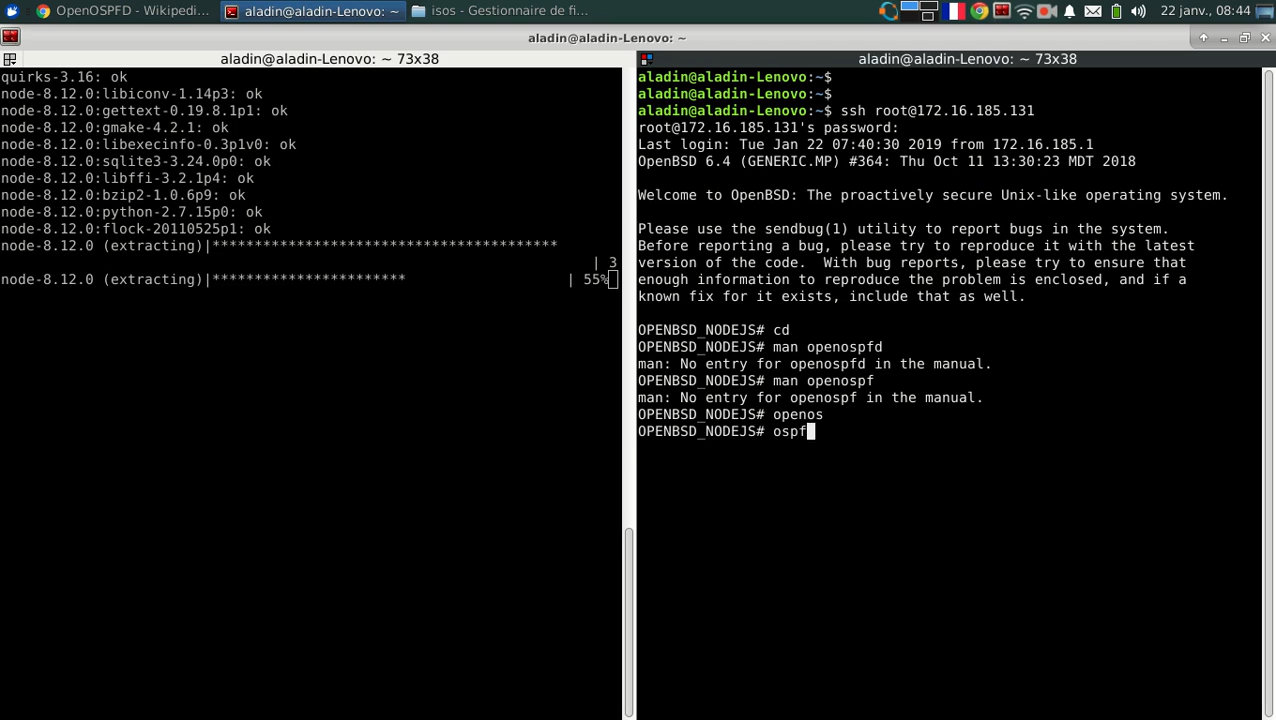 OpenOSPFD - Wikipedi...
aladin@aladin-Lenovo: ~
isos - Gestionnaire de fi...
22 janv., 08:44
aladin@aladin-Lenovo: ~
aladin@aladin-Lenovo: ~ 73x38
quirks-3.16: ok
node-8.12.0:libiconv-1.14p3: ok
node-8.12.0:gettext-0.19.8.1p1: ok
node-8.12.0:gmake-4.2.1: ok
node-8.12.0:libexecinfo-0.3p1v0: ok
node-8.12.0:sqlite3-3.24.0p0: ok
node-8.12.0:libffi-3.2.1p4: ok
node-8.12.0:bzip2-1.0.6p9: ok
node-8.12.0:python-2.7.15p0: ok
node-8.12.0:flock-20110525p1: ok
node-8.12.0 (extracting)|*****************************************
| 3
node-8.12.0 (extracting)|***********************                   | 55%
aladin@aladin-Lenovo: ~ 73x38
aladin@aladin-Lenovo:~$
aladin@aladin-Lenovo:~$
aladin@aladin-Lenovo:~$ ssh root@172.16.185.131
root@172.16.185.131's password:
Last login: Tue Jan 22 07:40:30 2019 from 172.16.185.1
OpenBSD 6.4 (GENERIC.MP) #364: Thu Oct 11 13:30:23 MDT 2018
Welcome to OpenBSD: The proactively secure Unix-like operating system.
Please use the sendbug(1) utility to report bugs in the system.
Before reporting a bug, please try to reproduce it with the latest
version of the code.  With bug reports, please try to ensure that
enough information to reproduce the problem is enclosed, and if a
known fix for it exists, include that as well.
OPENBSD_NODEJS# cd
OPENBSD_NODEJS# man openospfd
man: No entry for openospfd in the manual.
OPENBSD_NODEJS# man openospf
man: No entry for openospf in the manual.
OPENBSD_NODEJS# openos
OPENBSD_NODEJS# ospf